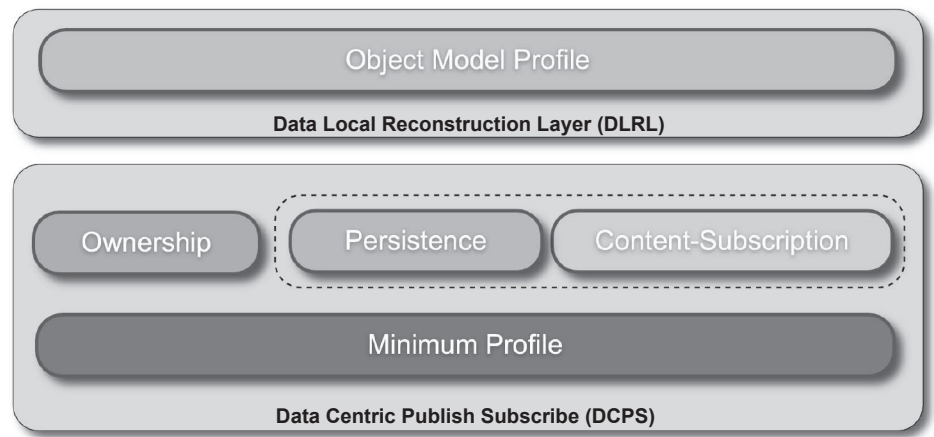 Object Model Profile
Data Local Reconstruction Layer (DLRL)
Ownership
Persistence
Content-Subscription
Minimum Profile
Data Centric Publish Subscribe (DCPS)